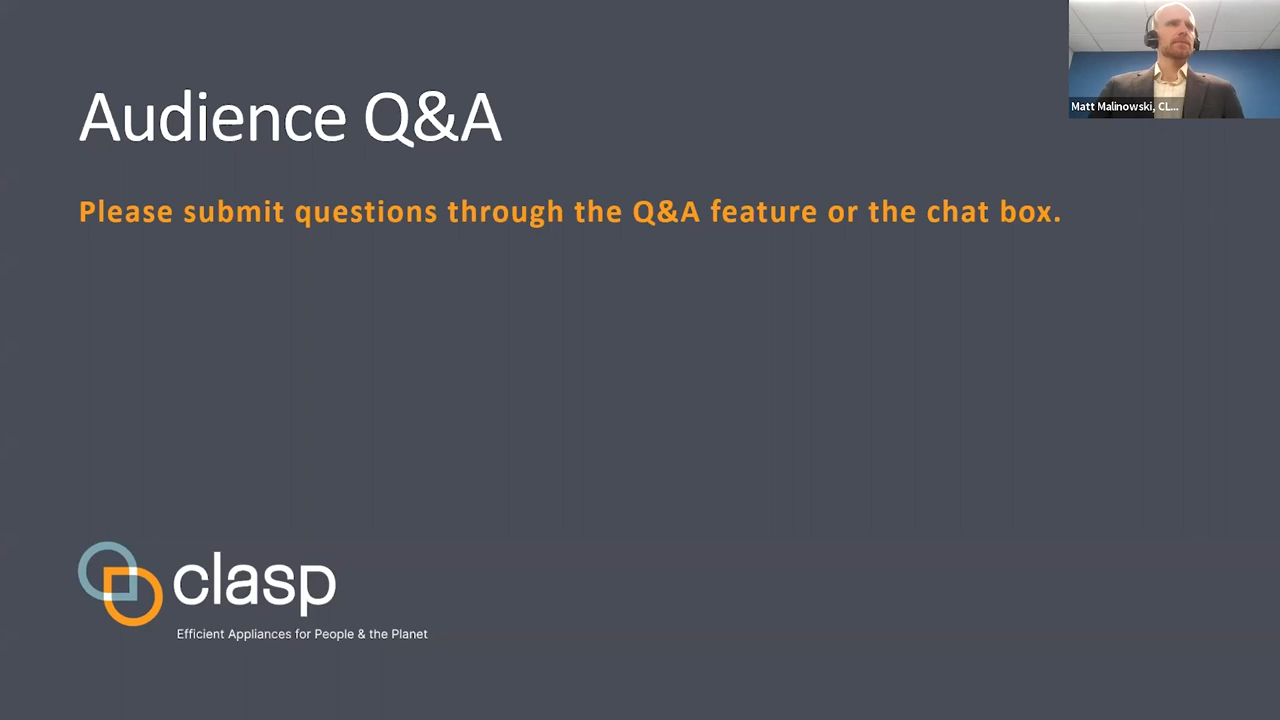 Audience Q&A
Matt Malinowski, CL...
Please submit questions through the Q&A feature or the chat box.
clasp
Efficient Appliances for People & the Planet